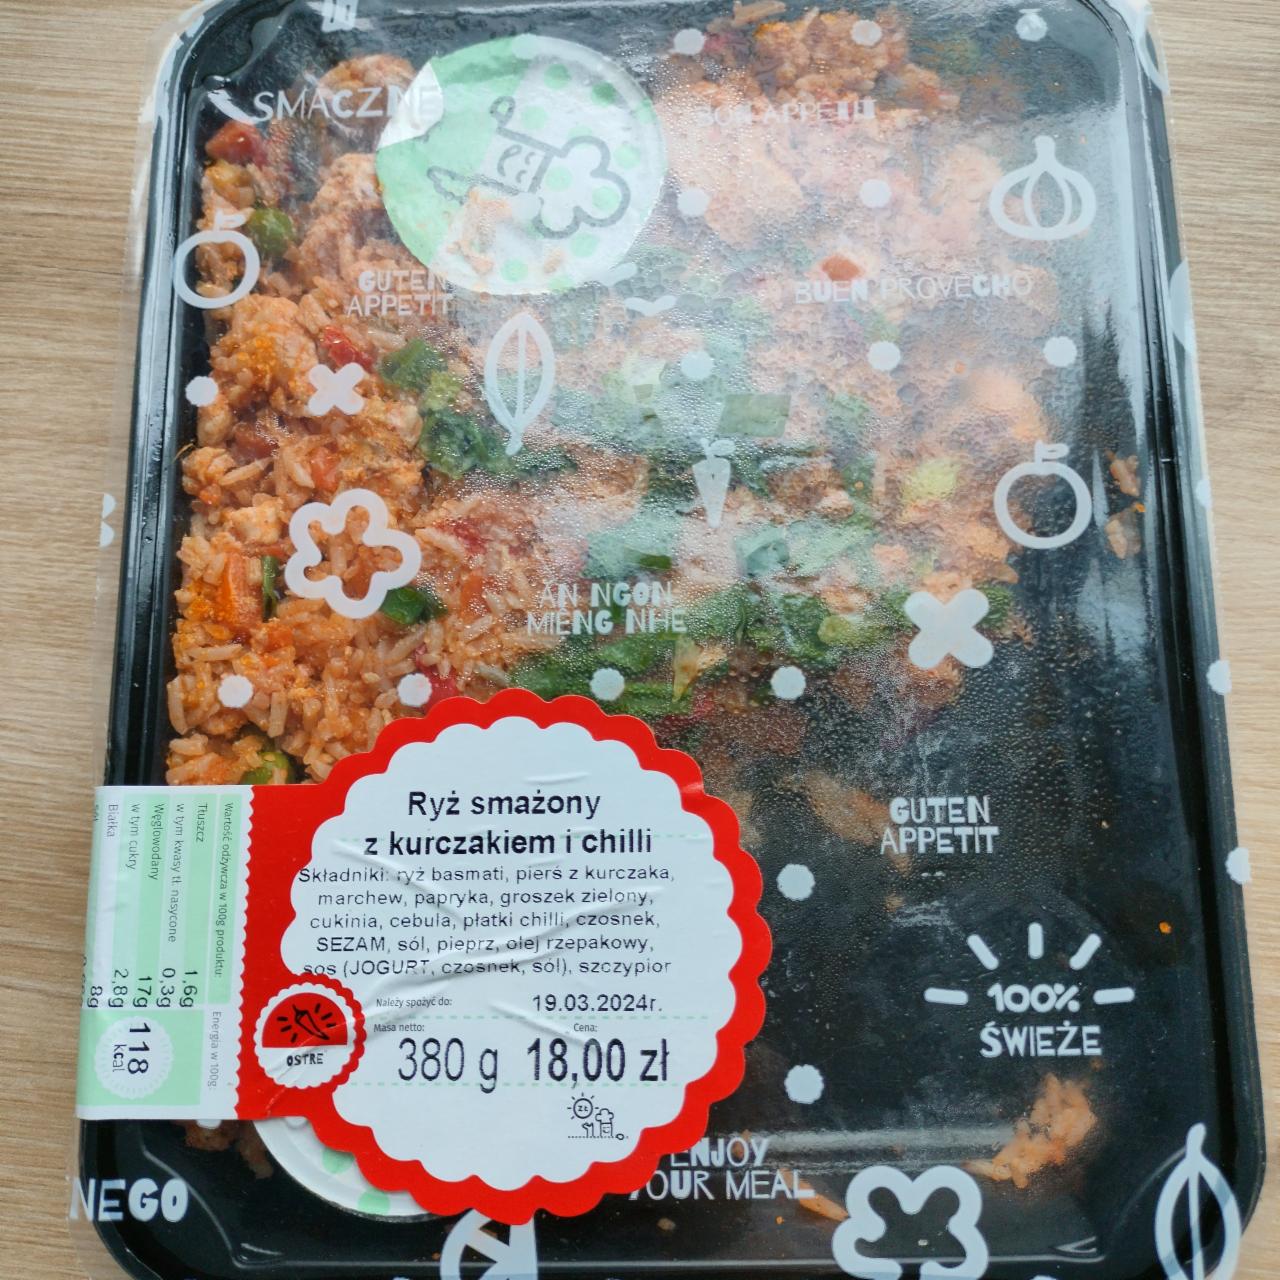 SMACZNE
BON APPETIT
GUTEN
APPETIT
BUEN PROVECHO
ĂN NGON
MIỆNG NHÉ
GUTEN
APPETIT
100%
ŚWIEŻE
Ryż smażony
z kurczakiem i chilli
Składniki: ryż basmati, pierś z kurczaka,
marchew, papryka, groszek zielony,
cukinia, cebula, płatki chilli, czosnek,
SEZAM, sól, pieprz, olej rzepakowy,
sos (JOGURT, czosnek, sól), szczypior
Należy spożyć do: 19.03.2024r.
Masa netto: Cena:
380 g 18,00 zł
OSTRE
Wartość odżywcza w 100g produktu:
Tłuszcz 1,6g
w tym kwasy tł. nasycone 0,3g
Węglowodany 17g
w tym cukry 2,8g
Białka
Energia w 100g:
118
kcal
ENJOY
YOUR MEAL
NEGO